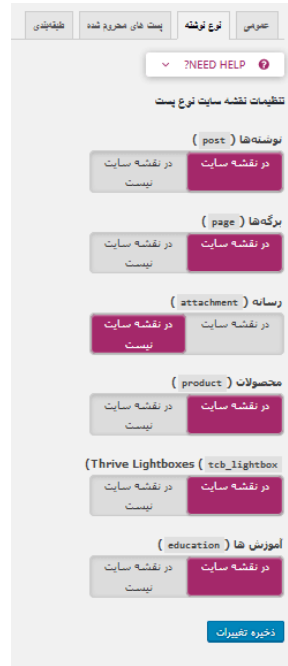 عمومی
نوع نوشته
پست های محروم شده
طبقه‌بندی
?NEED HELP
تنظیمات نقشه سایت نوع پست
نوشته‌ها ( post )
در نقشه سایت
در نقشه سایت
نیست
برگه‌ها ( page )
در نقشه سایت
در نقشه سایت
نیست
رسانه ( attachment )
در نقشه سایت
در نقشه سایت
نیست
محصولات ( product )
در نقشه سایت
در نقشه سایت
نیست
(Thrive Lightboxes ( tcb_lightbox
در نقشه سایت
در نقشه سایت
نیست
آموزش ها ( education )
در نقشه سایت
در نقشه سایت
نیست
ذخیره تغییرات